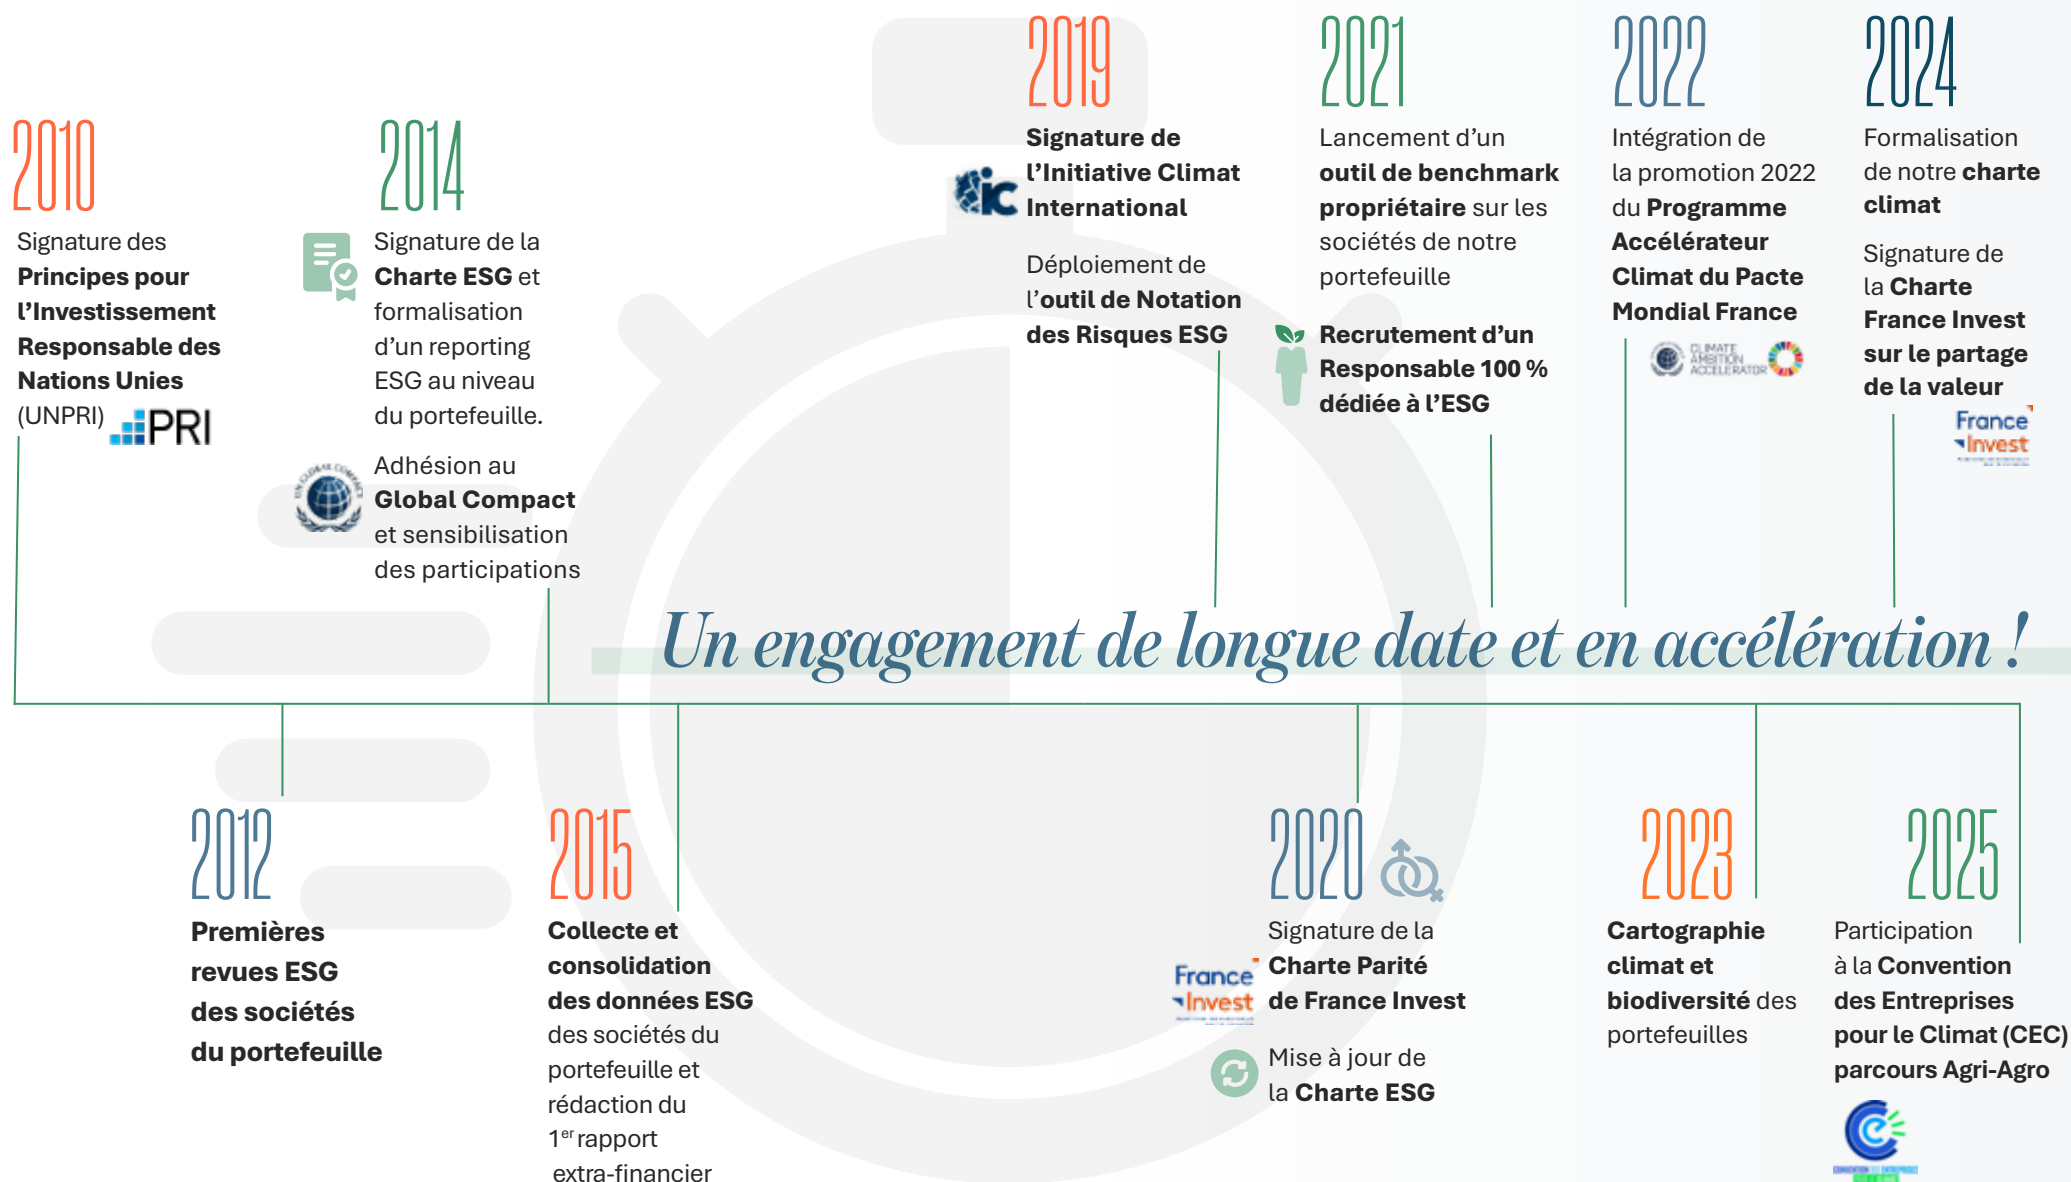 2010
Signature des
Principes pour
l’Investissement
Responsable des
Nations Unies
(UNPRI)
PRI
2014
Signature de la
Charte ESG et
formalisation
d’un reporting
ESG au niveau
du portefeuille.
Adhésion au
Global Compact
et sensibilisation
des participations
2019
Signature de
l’Initiative Climat
International
iC
Déploiement de
l’outil de Notation
des Risques ESG
2021
Lancement d’un
outil de benchmark
propriétaire sur les
sociétés de notre
portefeuille
Recrutement d’un
Responsable 100 %
dédiée à l’ESG
2022
Intégration de
la promotion 2022
du Programme
Accélérateur
Climat du Pacte
Mondial France
CLIMATE
AMBITION
ACCELERATOR
2024
Formalisation
de notre charte
climat
Signature de
la Charte
France Invest
sur le partage
de la valeur
France
Invest
Un engagement de longue date et en accélération !
2012
Premières
revues ESG
des sociétés
du portefeuille
2015
Collecte et
consolidation
des données ESG
des sociétés du
portefeuille et
rédaction du
1er rapport
extra-financier
2020
Signature de la
Charte Parité
de France Invest
France
Invest
Mise à jour de
la Charte ESG
2023
Cartographie
climat et
biodiversité des
portefeuilles
2025
Participation
à la Convention
des Entreprises
pour le Climat (CEC)
parcours Agri-Agro
CONVENTION DES ENTREPRISES